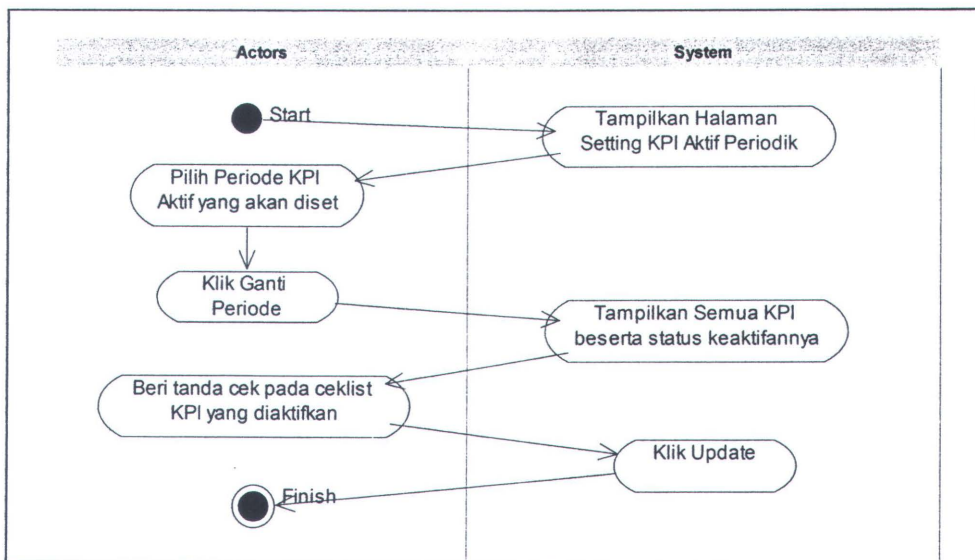 Actors
System
Start
Tampilkan Halaman
Setting KPI Aktif Periodik
Pilih Periode KPI
Aktif yang akan diset
Klik Ganti
Periode
Tampilkan Semua KPI
beserta status keaktifannya
Beri tanda cek pada ceklist
KPI yang diaktifkan
Klik Update
Finish